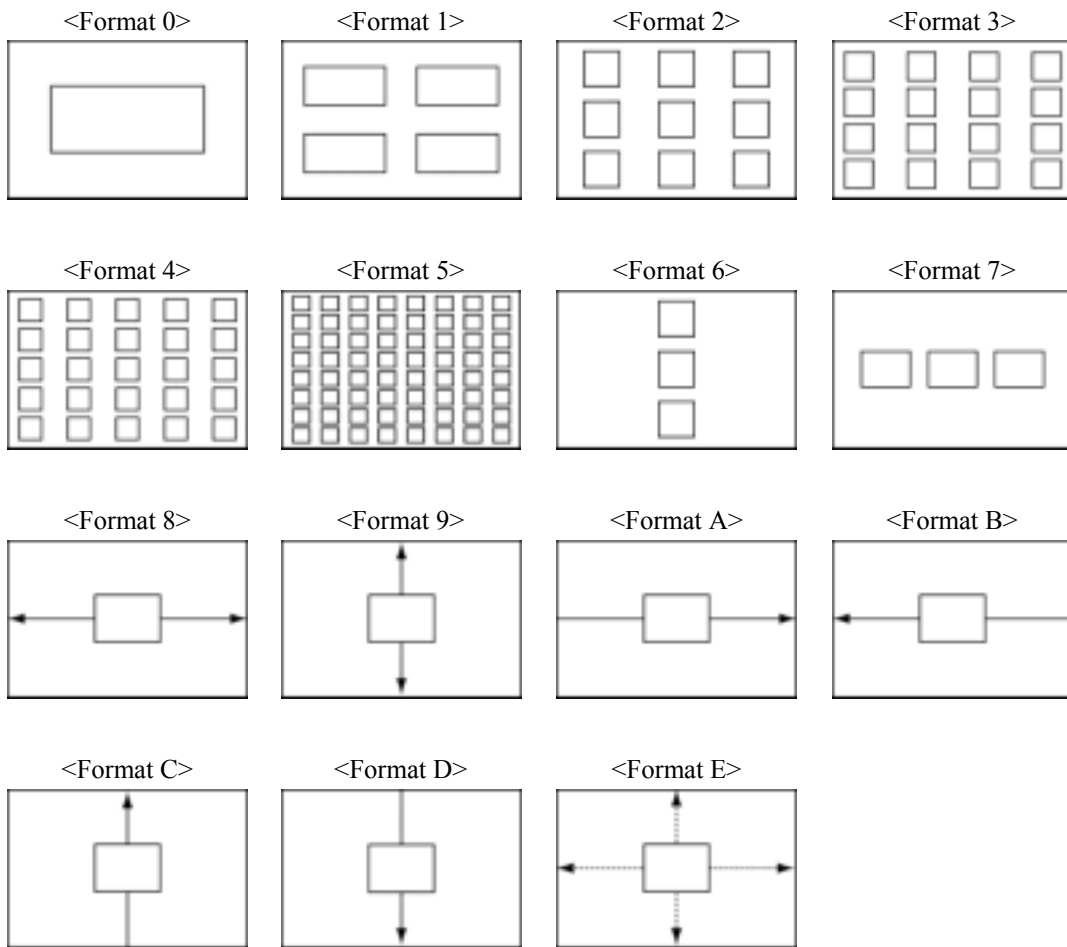 <Format 0> <Format 1> <Format 2> <Format 3>
<Format 4> <Format 5> <Format 6> <Format 7>
<Format 8> <Format 9> <Format A> <Format B>
<Format C> <Format D> <Format E>